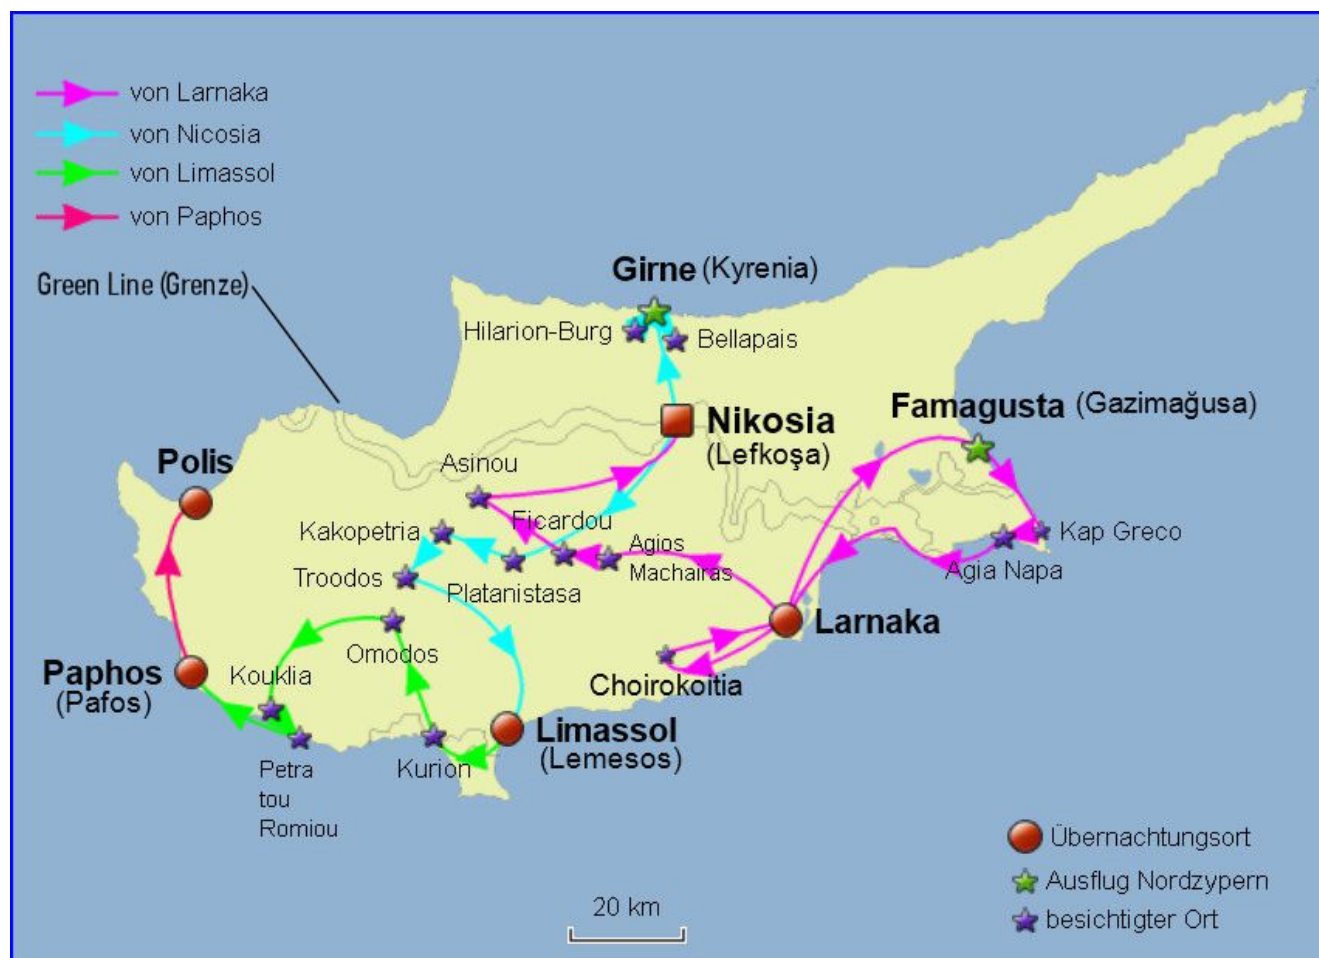 von Larnaka
von Nicosia
von Limassol
von Paphos
Green Line (Grenze)
Girne (Kyrenia)
Hilarion-Burg
Bellapais
Famagusta (Gazimağusa)
Nikosia
(Lefkoşa)
Polis
Asinou
Ficardou
Kakopetria
Agios
Machairas
Kap Greco
Agia Napa
Troodos
Platanistasa
Larnaka
Omodos
Choirokoitia
Paphos
(Pafos)
Kouklia
Limassol
(Lemesos)
Kurion
Petra
tou
Romiou
Übernachtungsort
Ausflug Nordzypern
besichtigter Ort
20 km